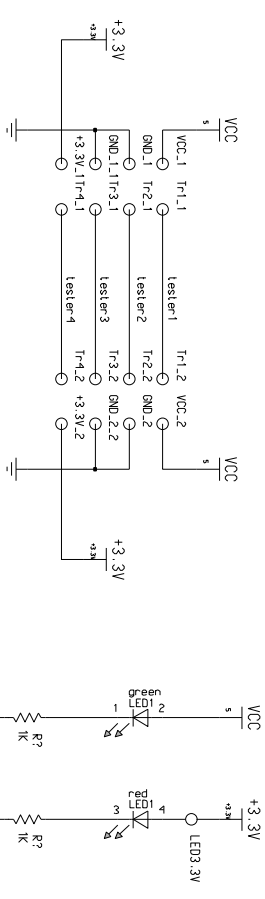 +3.3V
+3.3V
VCC
5
VCC_1
GND_1
GND_1_1
+3.3V_1
Tr1_1
Tr2_1
Tr3_1
Tr4_1
tester1
tester2
tester3
tester4
Tr1_2
Tr2_2
Tr3_2
Tr4_2
VCC_2
GND_2
GND_2_2
+3.3V_2
VCC
5
+3.3V
+3.3V
VCC
5
green
LED1
1
2
R?
1K
+3.3V
+3.3V
LED3.3V
red
LED1
3
4
R?
1K